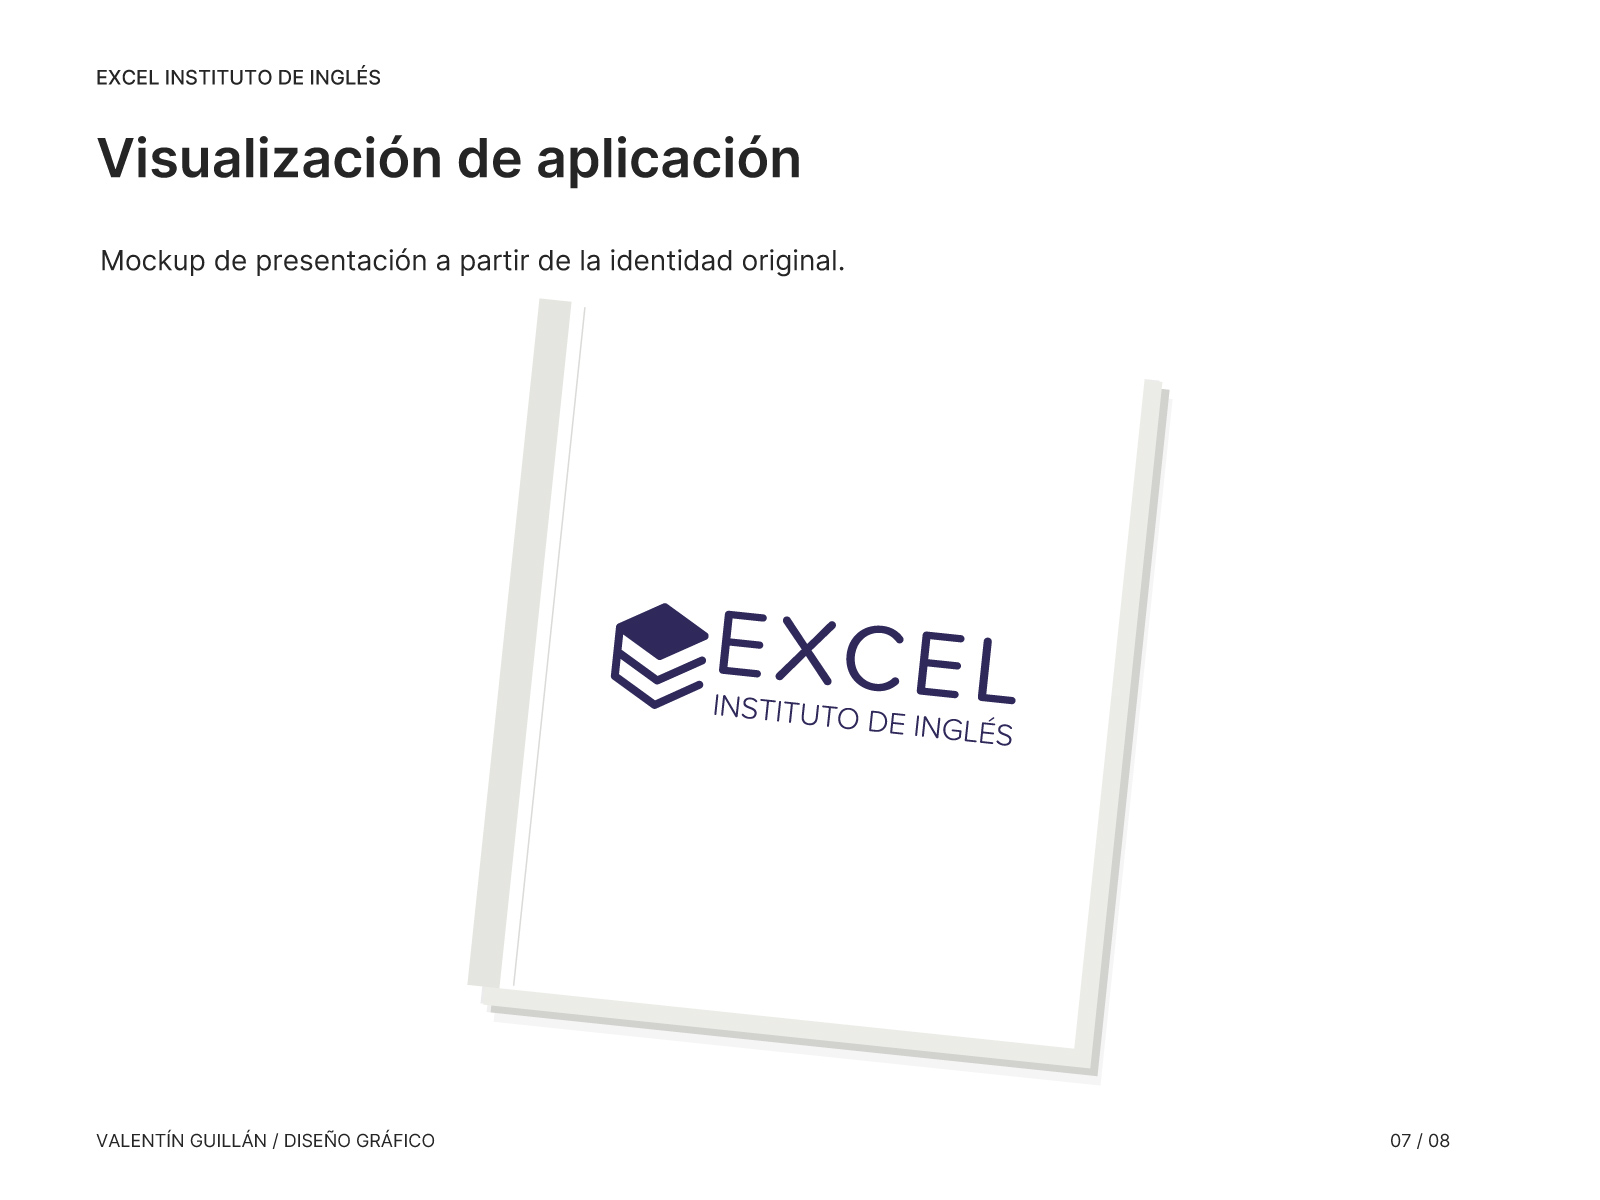 EXCEL INSTITUTO DE INGLÉS
Visualización de aplicación
Mockup de presentación a partir de la identidad original.
EXCEL
INSTITUTO DE INGLÉS
VALENTÍN GUILLÁN / DISEÑO GRÁFICO
07 / 08